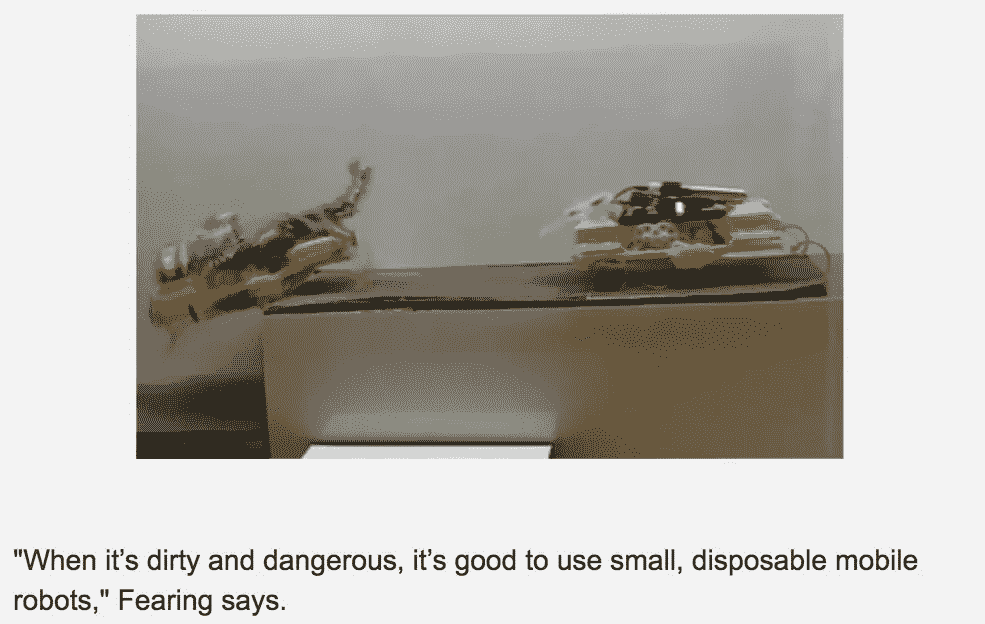 "When it’s dirty and dangerous, it’s good to use small, disposable mobile
robots," Fearing says.